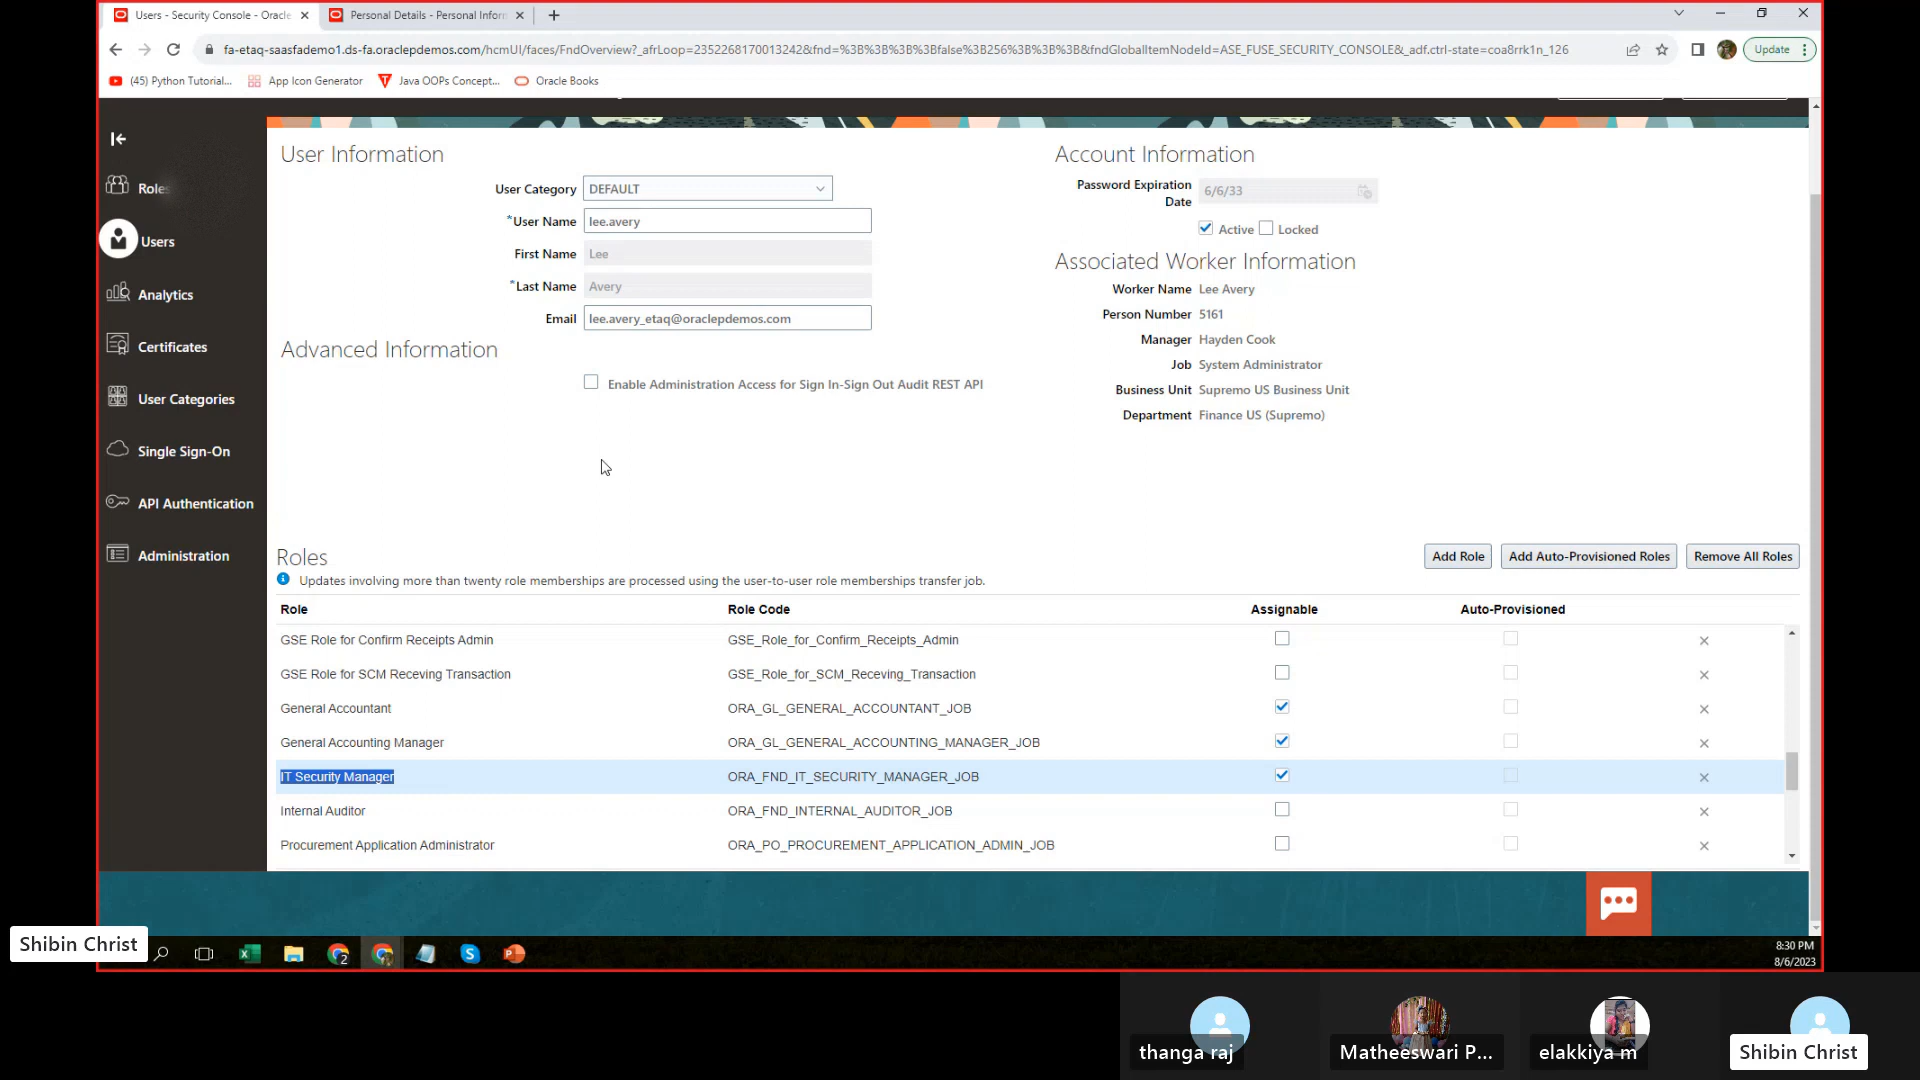 Users - Security Console - Oracle
Personal Details - Personal Inforn
fa-etaq-saasfademo1.ds-fa.oraclepdemos.com/hcmUI/faces/FndOverview?_afrLoop=2352268170013242&fnd=%3B%3B%3B%3Bfalse%3B256%3B%3B%3B&fndGlobalItemNodeId=ASE_FUSE_SECURITY_CONSOLE&_adf.ctrl-state=coa8rrk1n_126
Update
(45) Python Tutorial...
App Icon Generator
Java OOPs Concept...
Oracle Books
Roles
Users
Analytics
Certificates
User Categories
Single Sign-On
API Authentication
Administration
User Information
User Category DEFAULT
*User Name lee.avery
First Name Lee
*Last Name Avery
Email lee.avery_etaq@oraclepdemos.com
Advanced Information
Enable Administration Access for Sign In-Sign Out Audit REST API
Account Information
Password Expiration
Date
6/6/33
Active Locked
Associated Worker Information
Worker Name Lee Avery
Person Number 5161
Manager Hayden Cook
Job System Administrator
Business Unit Supremo US Business Unit
Department Finance US (Supremo)
Roles
Add Role
Add Auto-Provisioned Roles
Remove All Roles
Updates involving more than twenty role memberships are processed using the user-to-user role memberships transfer job.
Role Role Code Assignable Auto-Provisioned
GSE Role for Confirm Receipts Admin GSE_Role_for_Confirm_Receipts_Admin
GSE Role for SCM Receving Transaction GSE_Role_for_SCM_Receving_Transaction
General Accountant ORA_GL_GENERAL_ACCOUNTANT_JOB
General Accounting Manager ORA_GL_GENERAL_ACCOUNTING_MANAGER_JOB
IT Security Manager ORA_FND_IT_SECURITY_MANAGER_JOB
Internal Auditor ORA_FND_INTERNAL_AUDITOR_JOB
Procurement Application Administrator ORA_PO_PROCUREMENT_APPLICATION_ADMIN_JOB
Shibin Christ
2
8:30 PM
8/6/2023
thanga raj
Matheeswari P...
elakkiya m
Shibin Christ